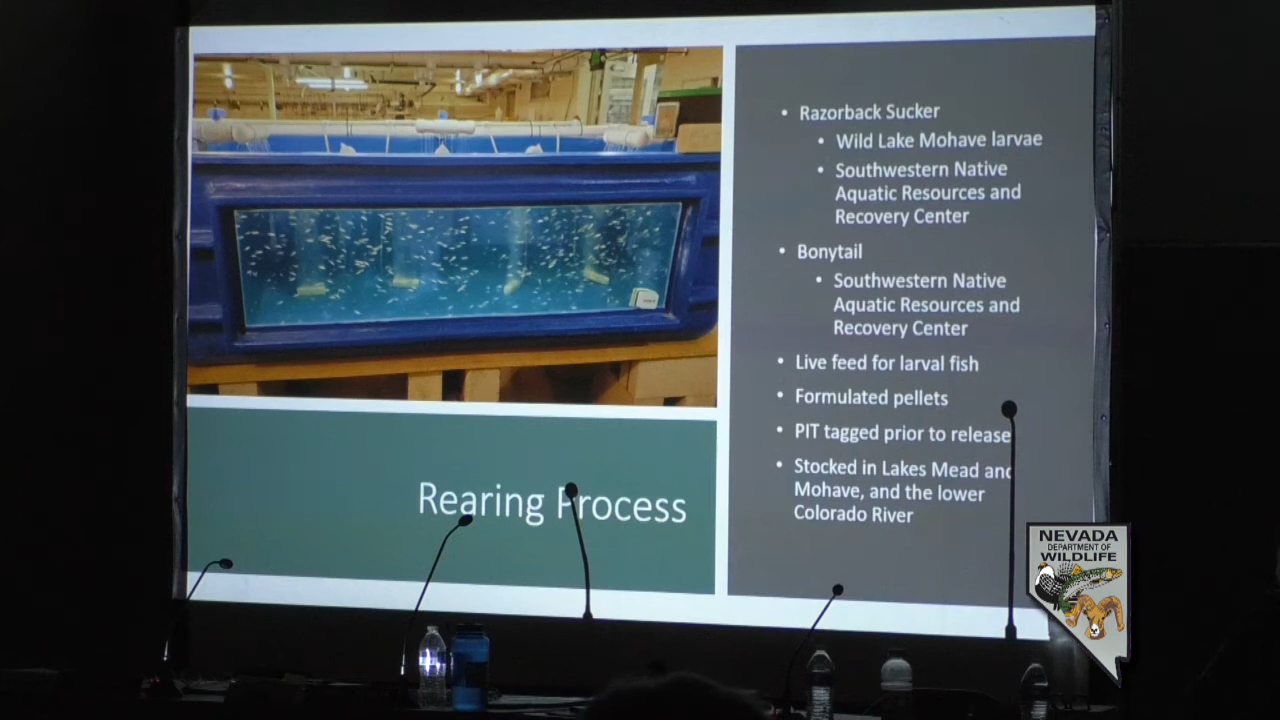 Rearing Process
• Razorback Sucker
• Wild Lake Mohave larvae
• Southwestern Native
Aquatic Resources and
Recovery Center
• Bonytail
• Southwestern Native
Aquatic Resources and
Recovery Center
• Live feed for larval fish
• Formulated pellets
• PIT tagged prior to release
• Stocked in Lakes Mead and
Mohave, and the lower
Colorado River
NEVADA
DEPARTMENT OF
WILDLIFE